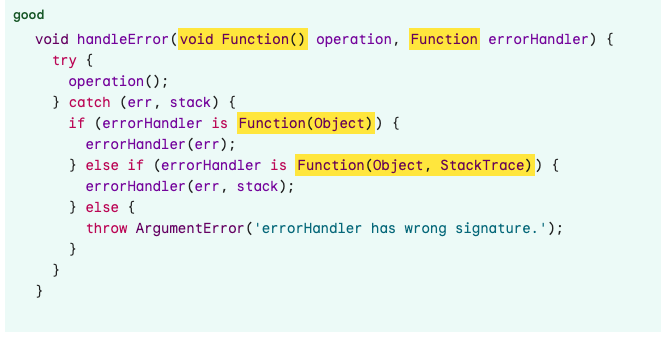 good
void handleError(void Function() operation, Function errorHandler) {
  try {
    operation();
  } catch (err, stack) {
    if (errorHandler is Function(Object)) {
      errorHandler(err);
    } else if (errorHandler is Function(Object, StackTrace)) {
      errorHandler(err, stack);
    } else {
      throw ArgumentError('errorHandler has wrong signature.');
    }
  }
}